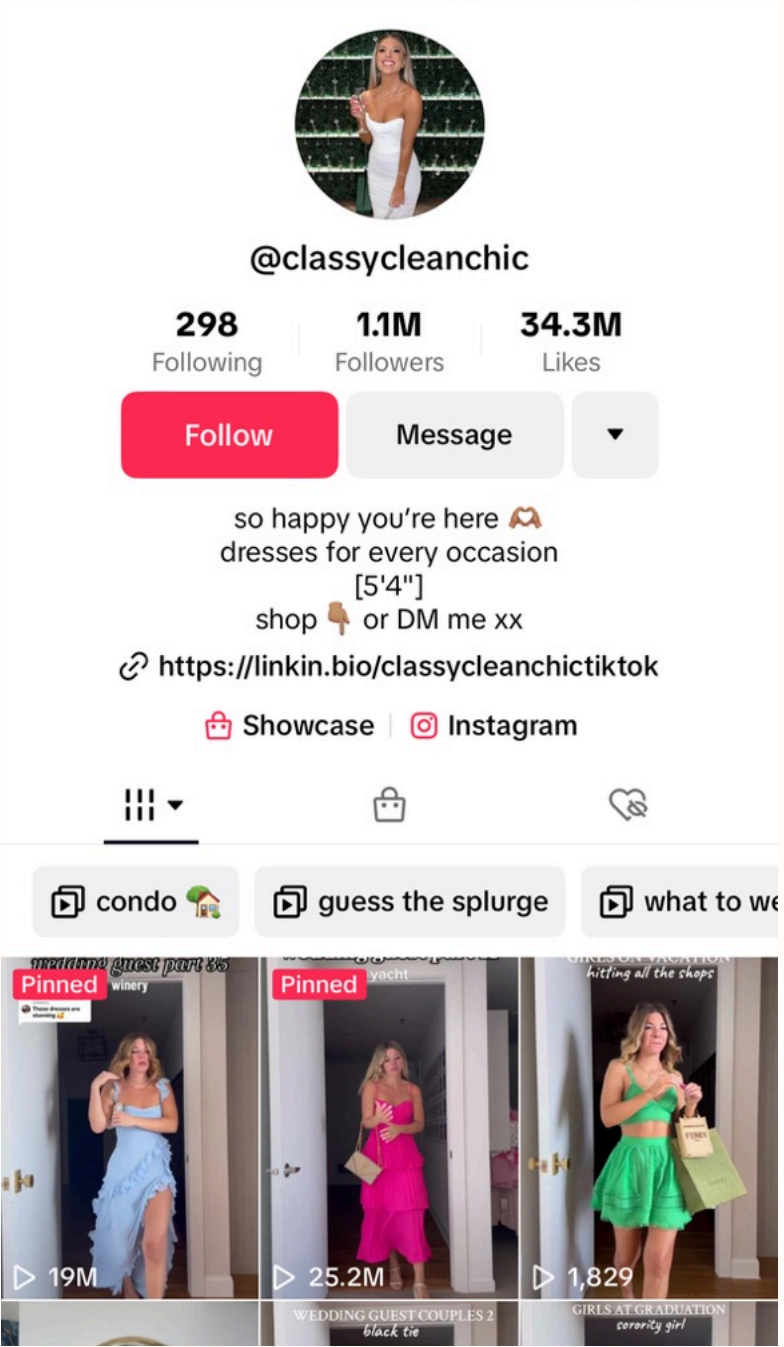 @classycleanchic
298
1.1M
34.3M
Following
Followers
Likes
Follow
Message
so happy you're here 🫶🏽
dresses for every occasion
[5'4"]
shop 👇🏽 or DM me xx
https://linkin.bio/classycleanchictiktok
Showcase
Instagram
condo 🏡
guess the splurge
what to we
wedding guest part 35
Pinned
winery
These dresses are
stunning
19M
Pinned
yacht
25.2M
GIRLS ON VACATION
hitting all the shops
FENDI
1,829
WEDDING GUEST COUPLES 2
black tie
GIRLS AT GRADUATION
sorority girl